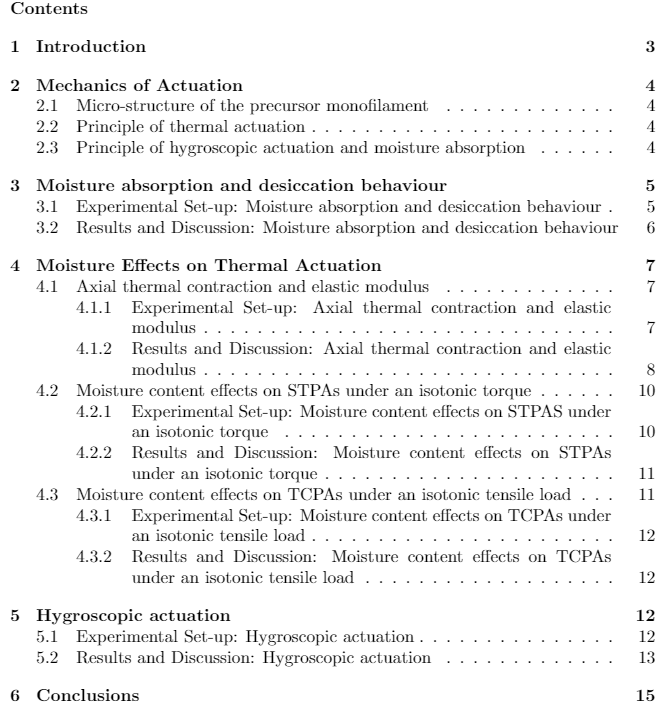 Contents
1 Introduction 3
2 Mechanics of Actuation 4
2.1 Micro-structure of the precursor monofilament . . . . . . . . . . . . . 4
2.2 Principle of thermal actuation . . . . . . . . . . . . . . . . . . . . . . . 4
2.3 Principle of hygroscopic actuation and moisture absorption . . . . . . 4
3 Moisture absorption and desiccation behaviour 5
3.1 Experimental Set-up: Moisture absorption and desiccation behaviour . 5
3.2 Results and Discussion: Moisture absorption and desiccation behaviour 6
4 Moisture Effects on Thermal Actuation 7
4.1 Axial thermal contraction and elastic modulus . . . . . . . . . . . . . 7
4.1.1 Experimental Set-up: Axial thermal contraction and elastic
modulus . . . . . . . . . . . . . . . . . . . . . . . . . . . . . . . 7
4.1.2 Results and Discussion: Axial thermal contraction and elastic
modulus . . . . . . . . . . . . . . . . . . . . . . . . . . . . . . . 8
4.2 Moisture content effects on STPAs under an isotonic torque . . . . . . 10
4.2.1 Experimental Set-up: Moisture content effects on STPAS under
an isotonic torque . . . . . . . . . . . . . . . . . . . . . . . . . 10
4.2.2 Results and Discussion: Moisture content effects on STPAs
under an isotonic torque . . . . . . . . . . . . . . . . . . . . . . 11
4.3 Moisture content effects on TCPAs under an isotonic tensile load . . . 11
4.3.1 Experimental Set-up: Moisture content effects on TCPAs under
an isotonic tensile load . . . . . . . . . . . . . . . . . . . . . . . 12
4.3.2 Results and Discussion: Moisture content effects on TCPAs
under an isotonic tensile load . . . . . . . . . . . . . . . . . . . 12
5 Hygroscopic actuation 12
5.1 Experimental Set-up: Hygroscopic actuation . . . . . . . . . . . . . . . 12
5.2 Results and Discussion: Hygroscopic actuation . . . . . . . . . . . . . 13
6 Conclusions 15